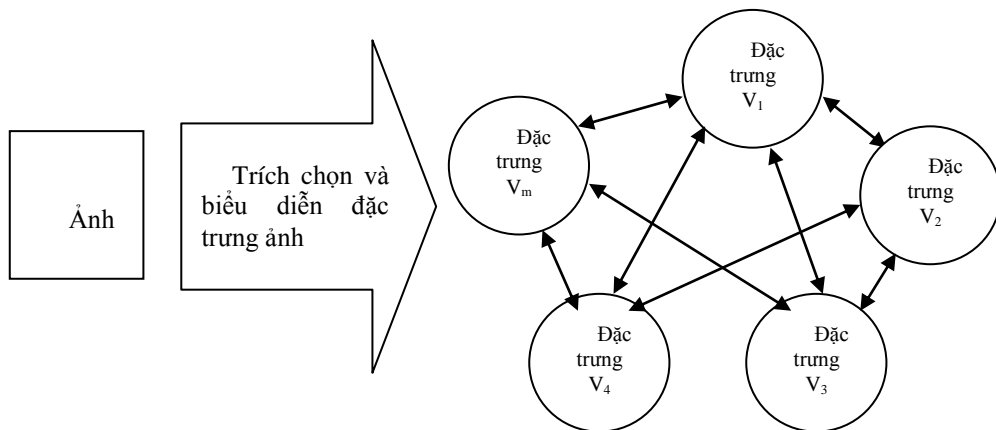 Ảnh
Trích chọn và
biểu diễn đặc
trưng ảnh
Đặc
trưng
V₁
Đặc
trưng
Vₘ
Đặc
trưng
V₂
Đặc
trưng
V₄
Đặc
trưng
V₃